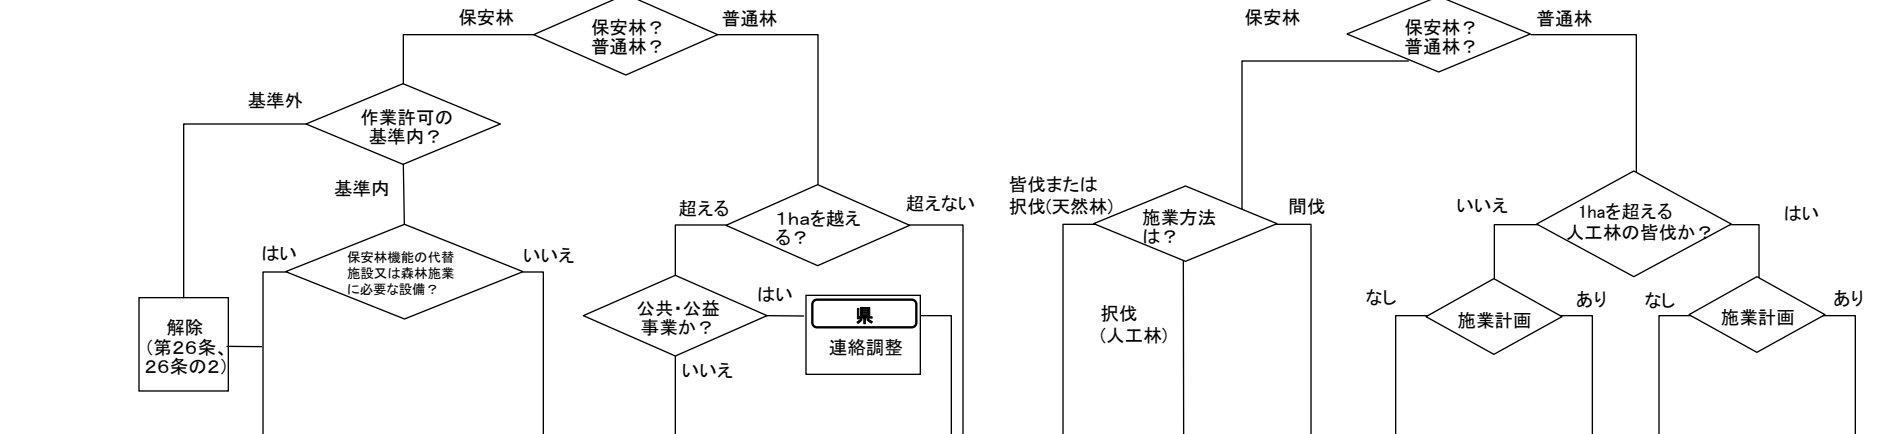 保安林
保安林？
普通林？
普通林
基準外
作業許可の
基準内？
基準内
はい
保安林機能の代替
施設又は森林施業
に必要な設備？
いいえ
解除
(第26条、
26条の2)
超える
1haを越え
る？
超えない
公共・公益
事業か？
はい
県
連絡調整
いいえ
保安林
保安林？
普通林？
普通林
皆伐または
択伐(天然林)
施業方法
は？
間伐
択伐
(人工林)
いいえ
1haを超える
人工林の皆伐か？
はい
なし
施業計画
あり
なし
施業計画
あり